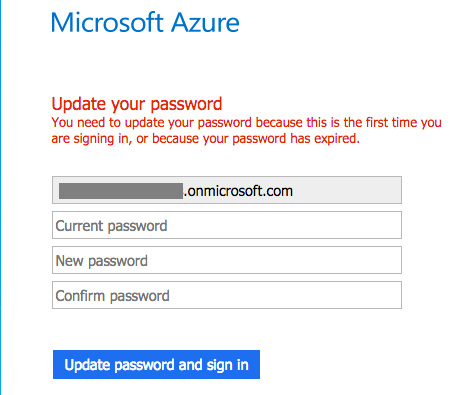 Microsoft Azure
Update your password
You need to update your password because this is the first time you
are signing in, or because your password has expired.
.onmicrosoft.com
Current password
New password
Confirm password
Update password and sign in